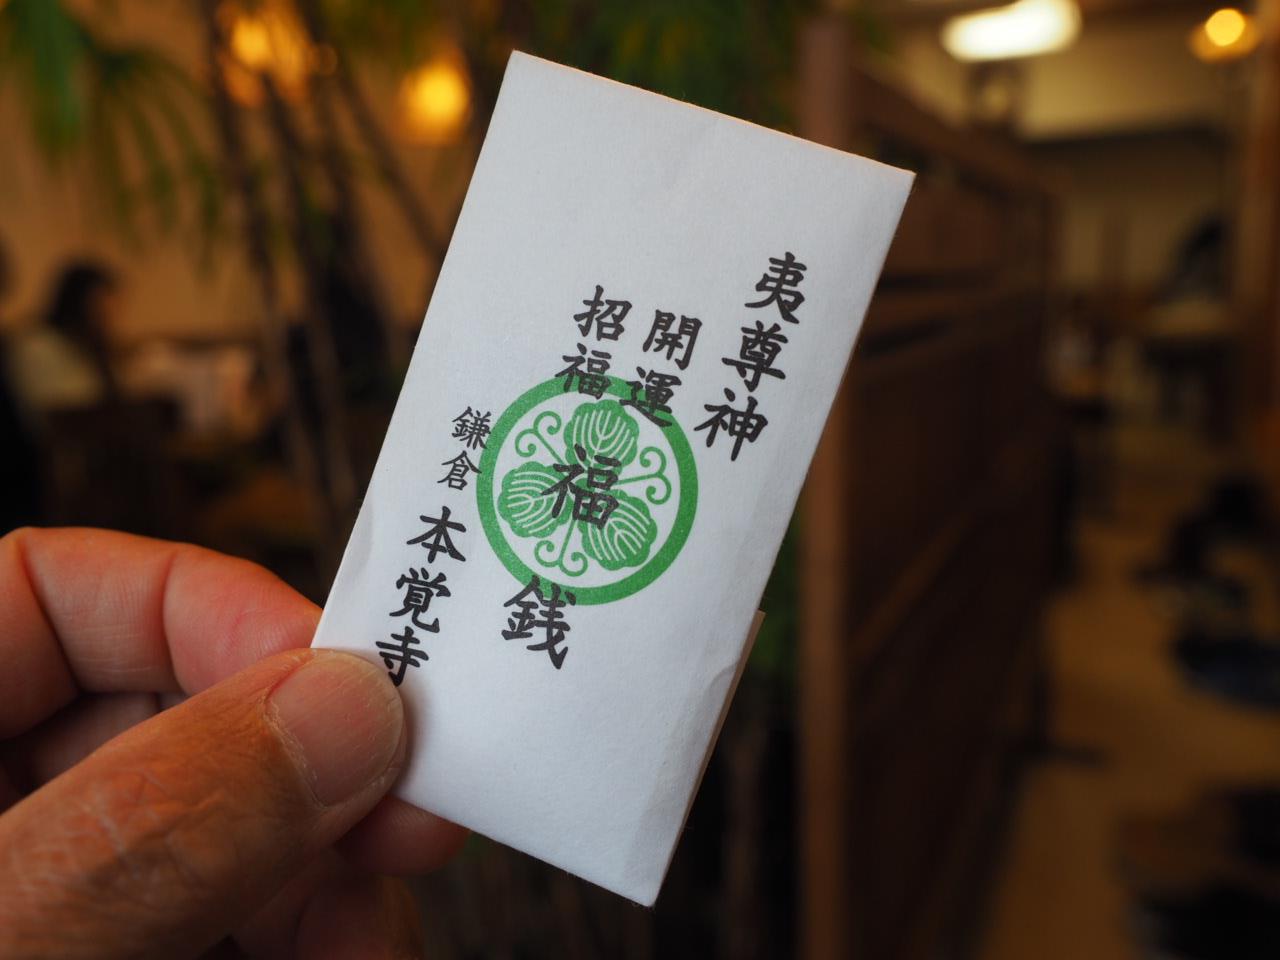 夷尊神
開運
招福
福銭
鎌倉 本覚寺